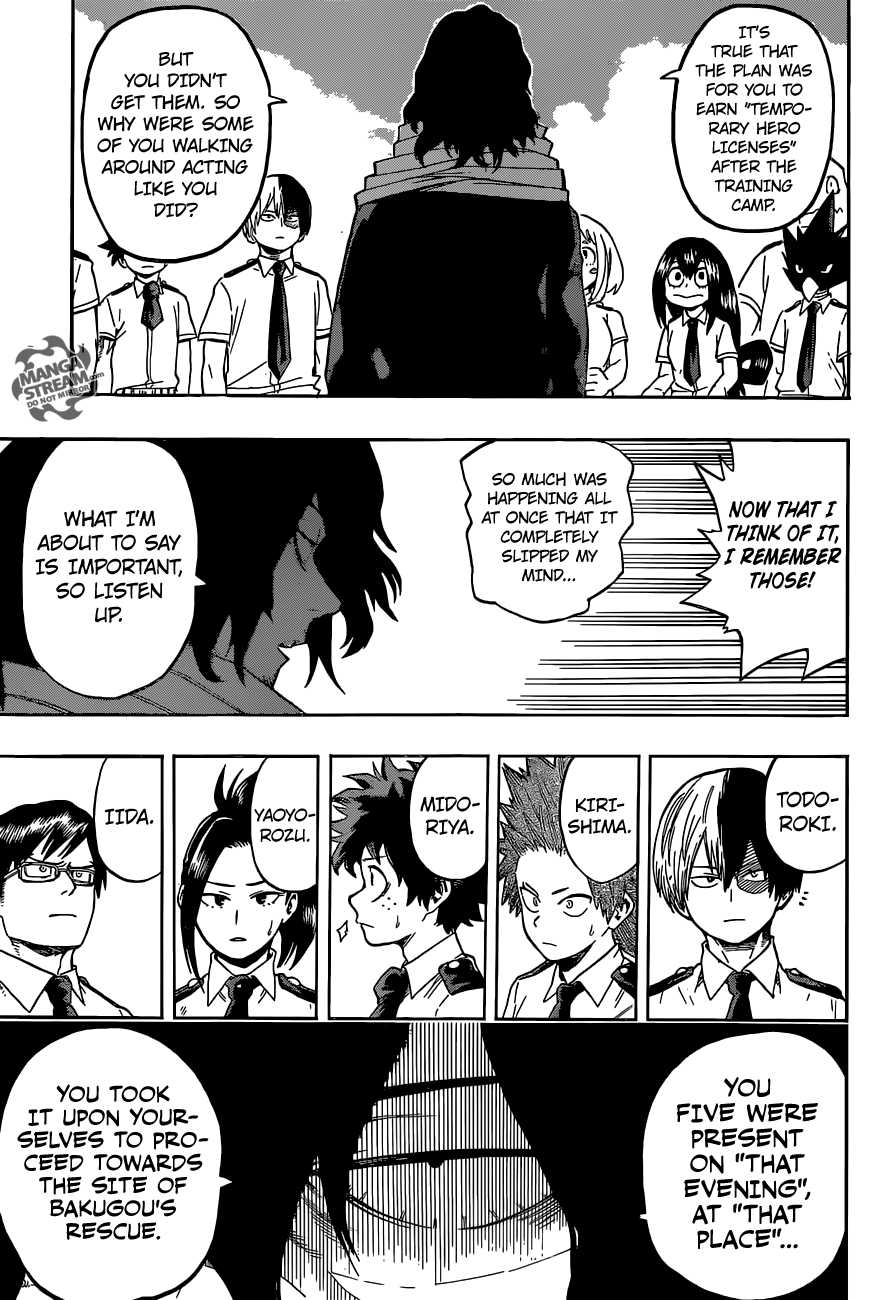 IT'S
TRUE THAT
THE PLAN WAS
FOR YOU TO
EARN "TEMPO-
RARY HERO
LICENSES"
AFTER THE
TRAINING
CAMP.
BUT
YOU DIDN'T
GET THEM. SO
WHY WERE SOME
OF YOU WALKING
AROUND ACTING
LIKE YOU
DID?
MANGA
STREAM.com
DO NOT MIRROR
NOW THAT I
THINK OF IT,
I REMEMBER
THOSE!
SO MUCH WAS
HAPPENING ALL
AT ONCE THAT IT
COMPLETELY
SLIPPED MY
MIND...
WHAT I'M
ABOUT TO SAY
IS IMPORTANT,
SO LISTEN
UP.
TODO-
ROKI.
KIRI-
SHIMA.
MIDO-
RIYA.
YAOYO-
ROZU.
IIDA.
YOU
FIVE WERE
PRESENT
ON "THAT
EVENING",
AT "THAT
PLACE"...
YOU TOOK
IT UPON YOUR-
SELVES TO PRO-
CEED TOWARDS
THE SITE OF
BAKUGOU'S
RESCUE.